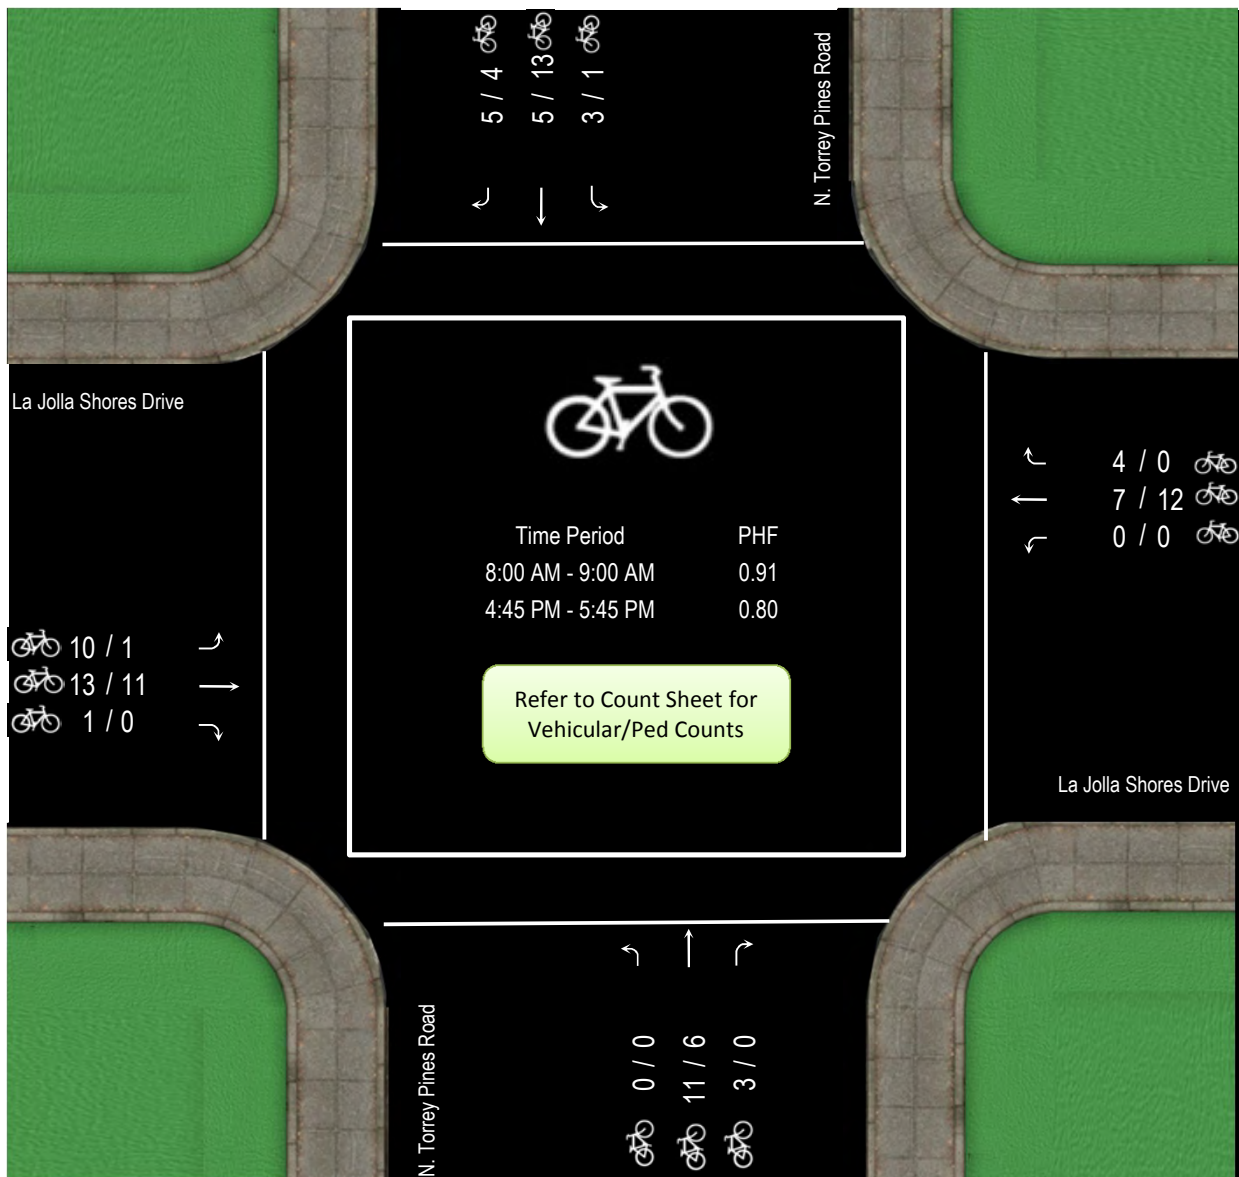 5 / 4
5 / 13
3 / 1
N. Torrey Pines Road
La Jolla Shores Drive
4 / 0
7 / 12
0 / 0
Time Period PHF
8:00 AM - 9:00 AM 0.91
4:45 PM - 5:45 PM 0.80
10 / 1
13 / 11
1 / 0
Refer to Count Sheet for
Vehicular/Ped Counts
La Jolla Shores Drive
N. Torrey Pines Road
0 / 0
11 / 6
3 / 0